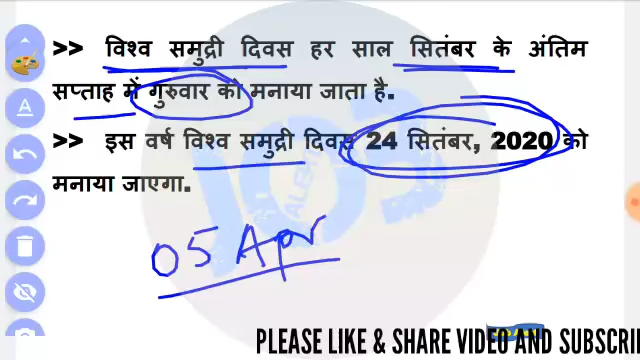 >> विश्व समुद्री दिवस हर साल सितंबर के अंतिम
सप्ताह में गुरुवार को मनाया जाता है.
>> इस वर्ष विश्व समुद्री दिवस 24 सितंबर, 2020 को
मनाया जाएगा.
05 Apr
PLEASE LIKE & SHARE VIDEO AND SUBSCRI